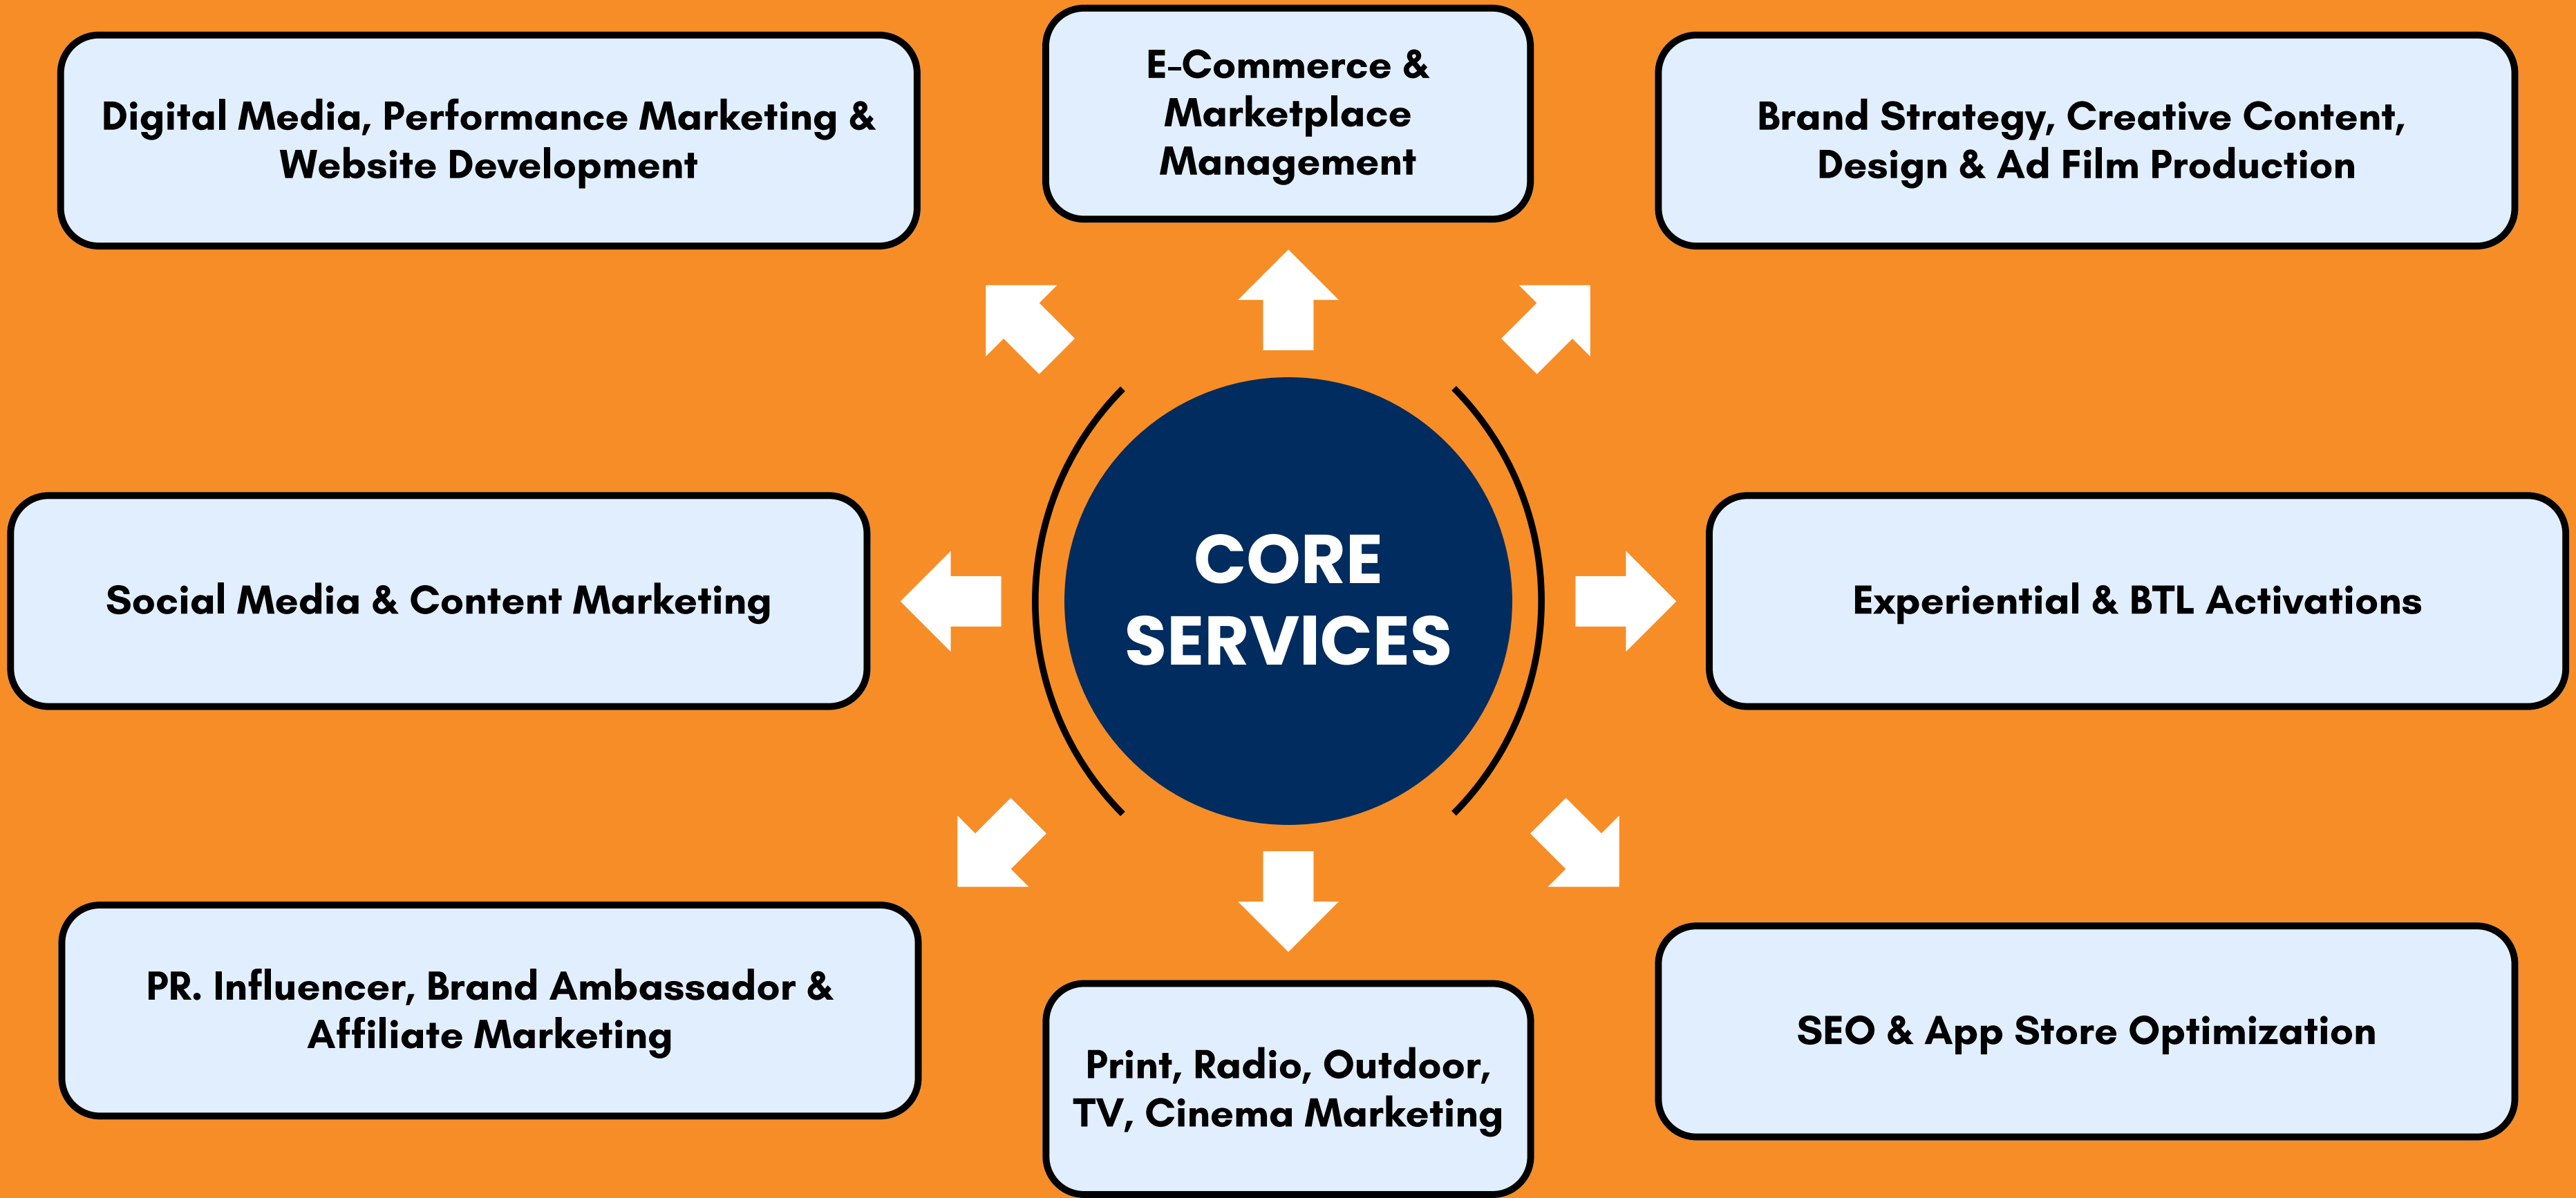 E-Commerce &
Marketplace
Management
Digital Media, Performance Marketing &
Website Development
Brand Strategy, Creative Content,
Design & Ad Film Production
CORE
SERVICES
Social Media & Content Marketing
Experiential & BTL Activations
PR. Influencer, Brand Ambassador &
Affiliate Marketing
Print, Radio, Outdoor,
TV, Cinema Marketing
SEO & App Store Optimization